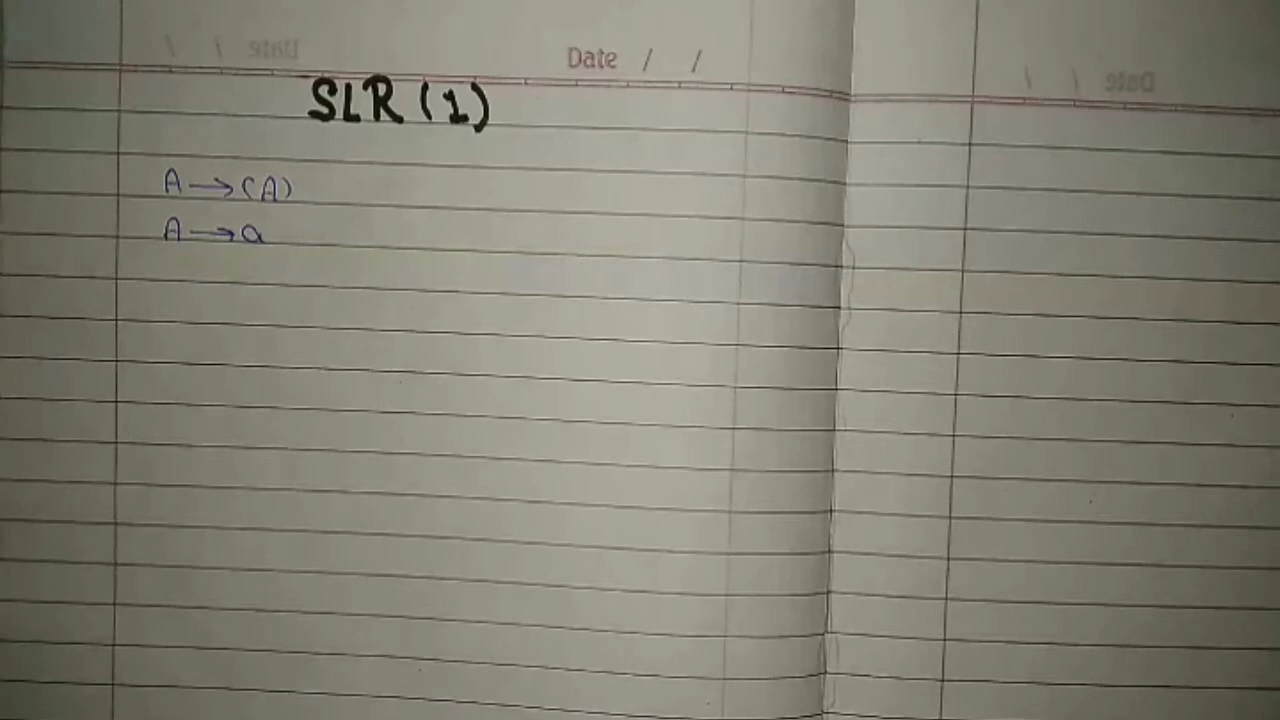 Date / /
SLR (1)
A → (A)
A → a